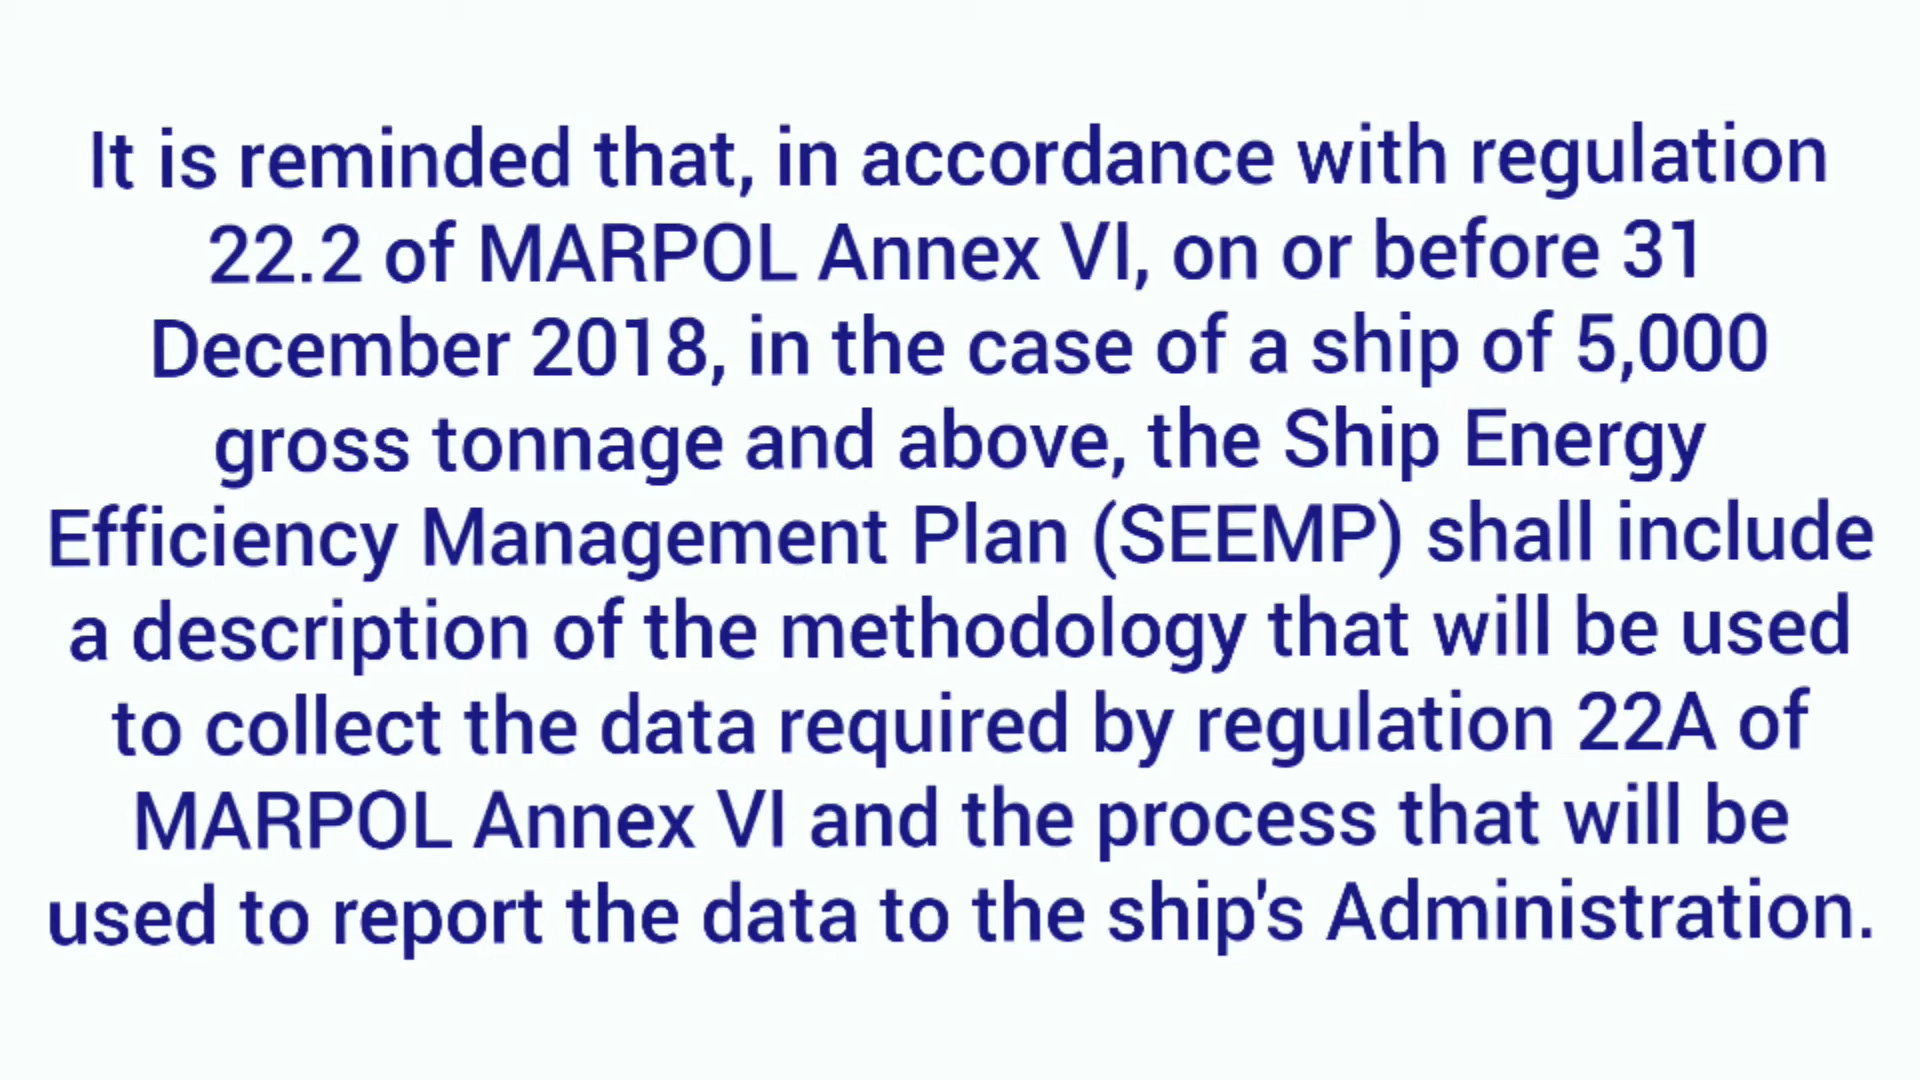 It is reminded that, in accordance with regulation
22.2 of MARPOL Annex VI, on or before 31
December 2018, in the case of a ship of 5,000
gross tonnage and above, the Ship Energy
Efficiency Management Plan (SEEMP) shall include
a description of the methodology that will be used
to collect the data required by regulation 22A of
MARPOL Annex VI and the process that will be
used to report the data to the ship's Administration.